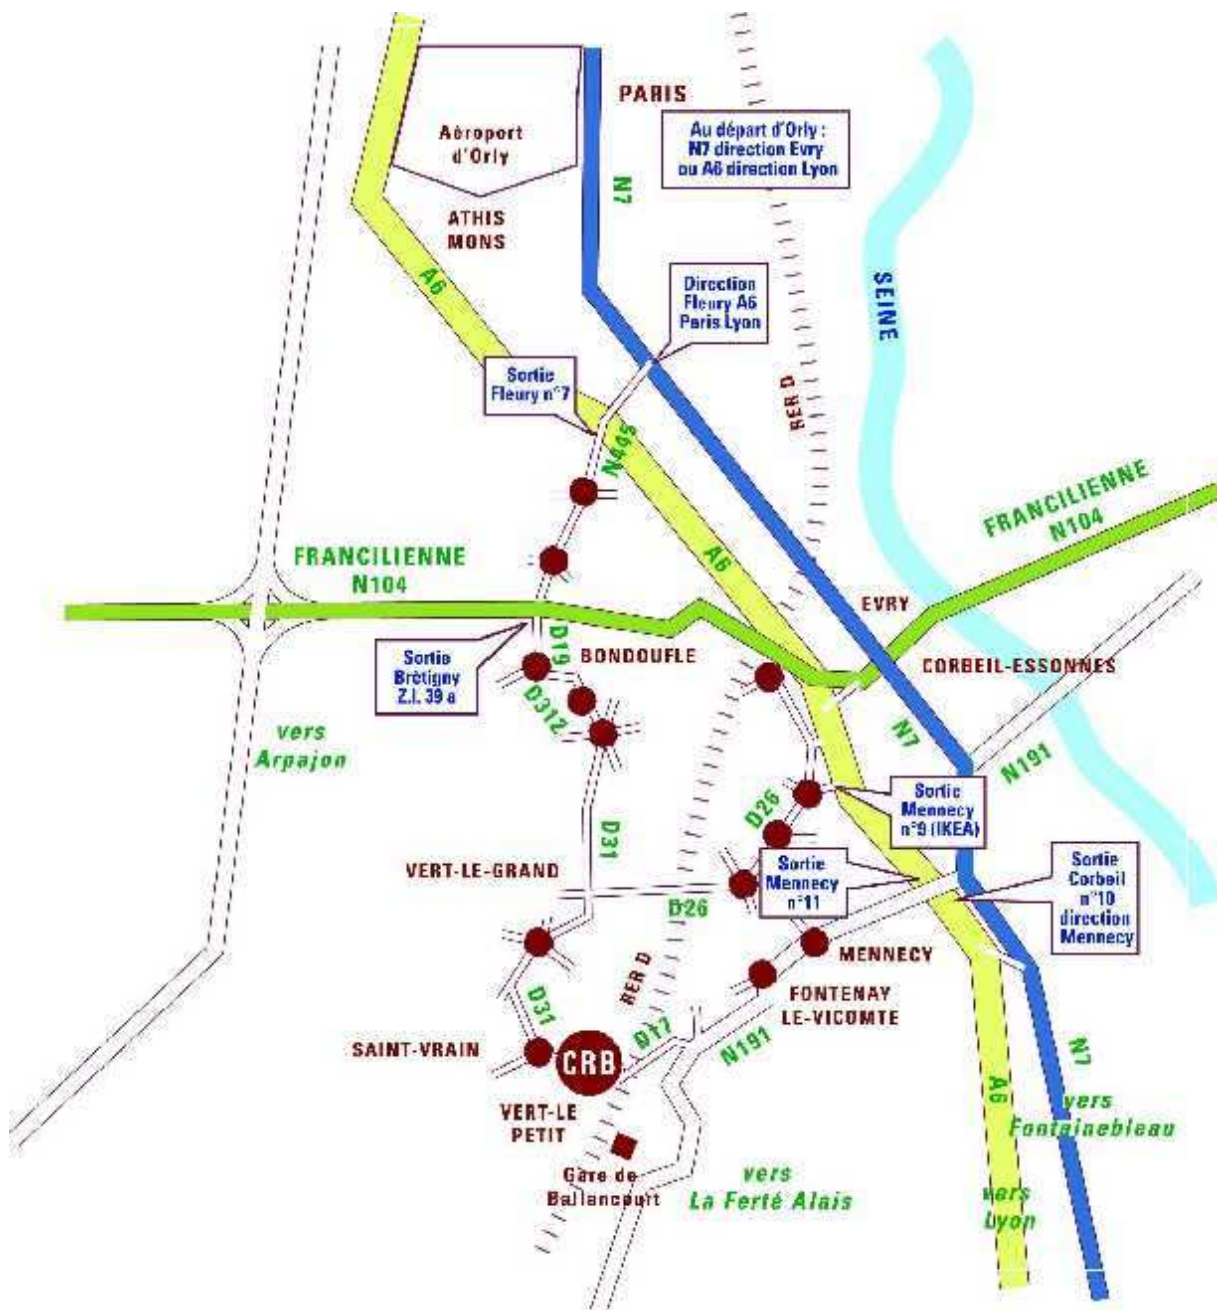 PARIS
Aéroport
d'Orly
Au départ d'Orly :
N7 direction Evry
ou A6 direction Lyon
N7
ATHIS
MONS
A6
SEINE
Direction
Fleury A6
Paris Lyon
Sortie
Fleury n°7
RER D
N445
FRANCILIENNE
N104
FRANCILIENNE
N104
A6
EVRY
D19
BONDOUFLE
CORBEIL-ESSONNES
Sortie
Brétigny
Z.I. 39 a
D312
vers
Arpajon
N7
N191
Sortie
Mennecy
n°9 (IKEA)
D26
D31
VERT-LE-GRAND
Sortie
Mennecy
n°11
Sortie
Corbeil
n°10
direction
Mennecy
D26
MENNECY
RER D
FONTENAY
LE-VICOMTE
D31
D17
N191
SAINT-VRAIN
CRB
N7
A6
VERT-LE
PETIT
vers
Fontainebleau
Gare de
Ballancourt
vers
La Ferté Alais
vers
Lyon